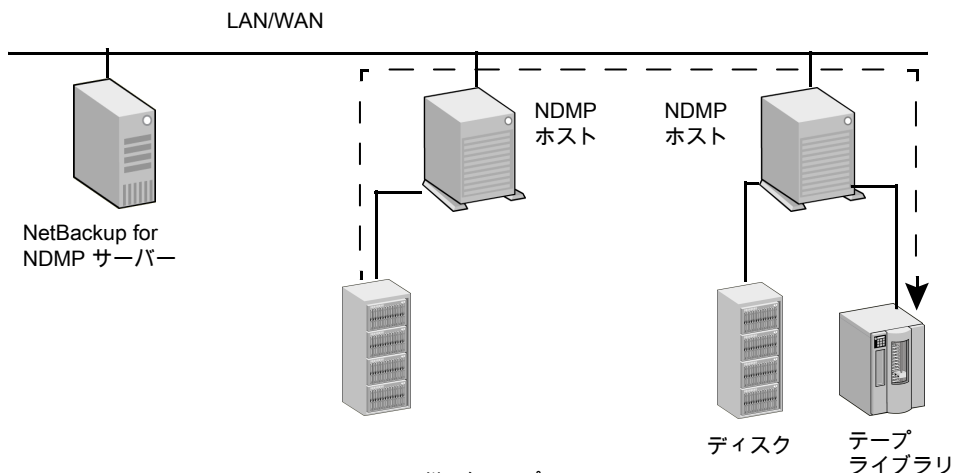 LAN/WAN
NDMP
ホスト
NDMP
ホスト
NetBackup for
NDMP サーバー
ディスク
テープ
ライブラリ